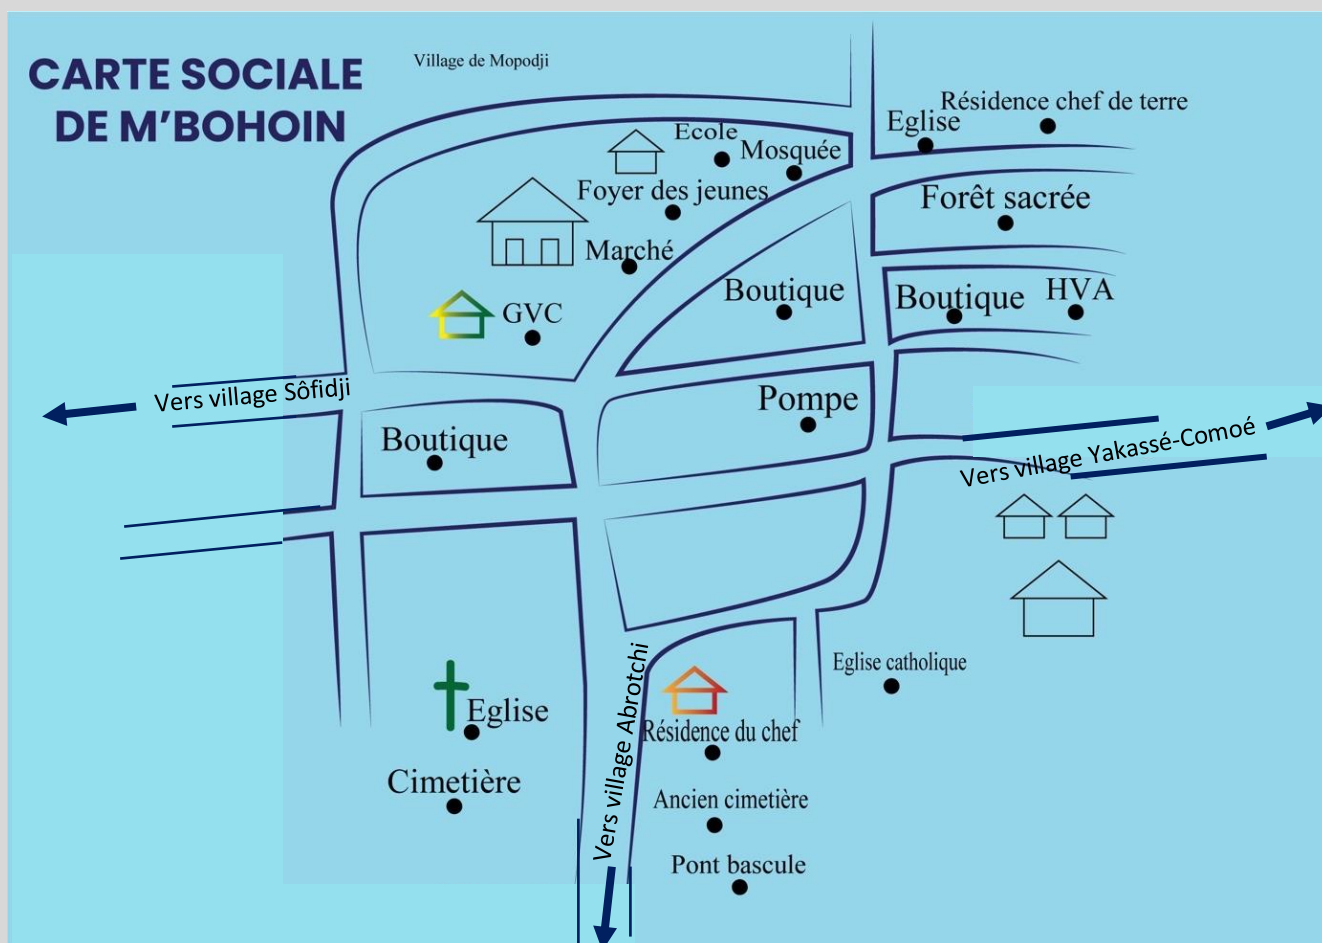 CARTE SOCIALE
DE M'BOHOIN
Village de Mopodji
Résidence chef de terre
Eglise
Ecole
Mosquée
Foyer des jeunes
Forêt sacrée
Marché
Boutique
Boutique
HVA
GVC
Vers village Sôfidji
Pompe
Boutique
Vers village Yakassé-Comoé
Eglise catholique
Eglise
Résidence du chef
Vers village Abrotchi
Cimetière
Ancien cimetière
Pont bascule